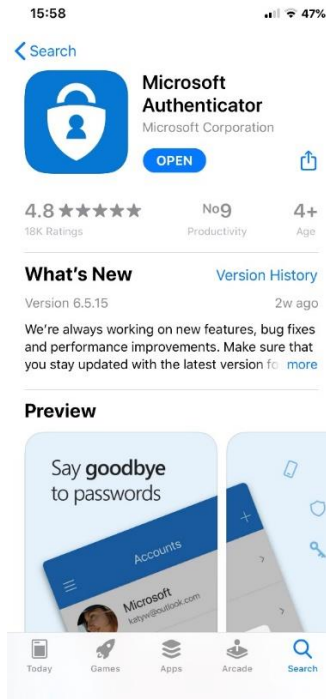 15:58 47%
Search
Microsoft
Authenticator
Microsoft Corporation
OPEN
4.8 No9 4+
18K Ratings Productivity Age
What's New Version History
Version 6.5.15 2w ago
We're always working on new features, bug fixes
and performance improvements. Make sure that
you stay updated with the latest version fo more
Preview
Say goodbye
to passwords
Accounts
Microsoft
katyw@outlook.com
Today Games Apps Arcade Search